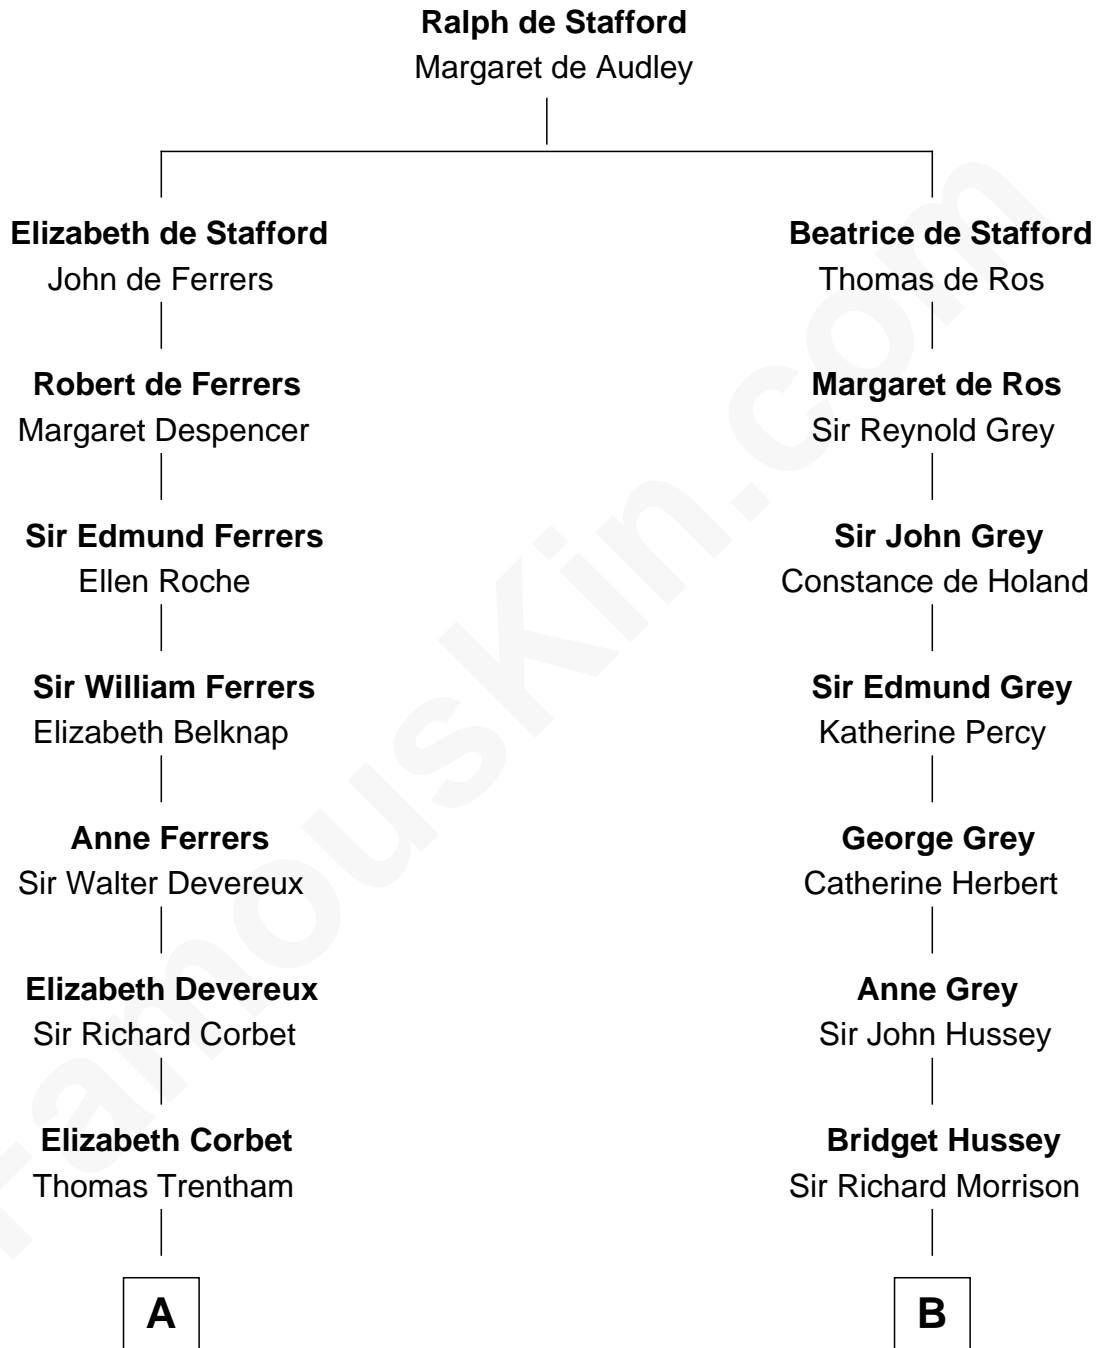 Ralph de Stafford
Margaret de Audley
Elizabeth de Stafford
John de Ferrers
Beatrice de Stafford
Thomas de Ros
Robert de Ferrers
Margaret Despencer
Margaret de Ros
Sir Reynold Grey
Sir Edmund Ferrers
Ellen Roche
Sir John Grey
Constance de Holand
Sir William Ferrers
Elizabeth Belknap
Sir Edmund Grey
Katherine Percy
Anne Ferrers
Sir Walter Devereux
George Grey
Catherine Herbert
Elizabeth Devereux
Sir Richard Corbet
Anne Grey
Sir John Hussey
Elizabeth Corbet
Thomas Trentham
Bridget Hussey
Sir Richard Morrison
A
B
FamousKin.com